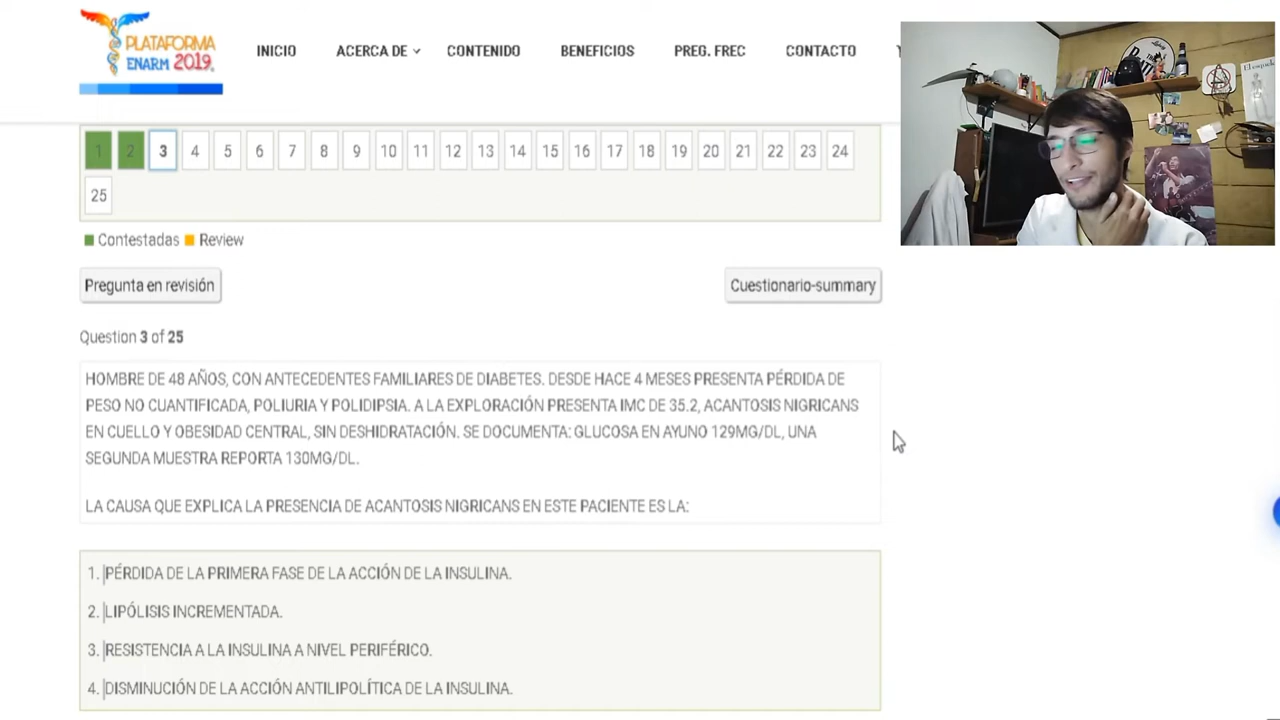 PLATAFORMA
ENARM 2019
INICIO
ACERCA DE
CONTENIDO
BENEFICIOS
PREG. FREC
CONTACTO
1 2 3 4 5 6 7 8 9 10 11 12 13 14 15 16 17 18 19 20 21 22 23 24
25
Contestadas Review
Pregunta en revisión
Cuestionario-summary
Question 3 of 25
HOMBRE DE 48 AÑOS, CON ANTECEDENTES FAMILIARES DE DIABETES. DESDE HACE 4 MESES PRESENTA PÉRDIDA DE
PESO NO CUANTIFICADA, POLIURIA Y POLIDIPSIA. A LA EXPLORACIÓN PRESENTA IMC DE 35.2, ACANTOSIS NIGRICANS
EN CUELLO Y OBESIDAD CENTRAL, SIN DESHIDRATACIÓN. SE DOCUMENTA: GLUCOSA EN AYUNO 129MG/DL, UNA
SEGUNDA MUESTRA REPORTA 130MG/DL.
LA CAUSA QUE EXPLICA LA PRESENCIA DE ACANTOSIS NIGRICANS EN ESTE PACIENTE ES LA:
1. PÉRDIDA DE LA PRIMERA FASE DE LA ACCIÓN DE LA INSULINA.
2. LIPÓLISIS INCREMENTADA.
3. RESISTENCIA A LA INSULINA A NIVEL PERIFÉRICO.
4. DISMINUCIÓN DE LA ACCIÓN ANTILIPOLÍTICA DE LA INSULINA.